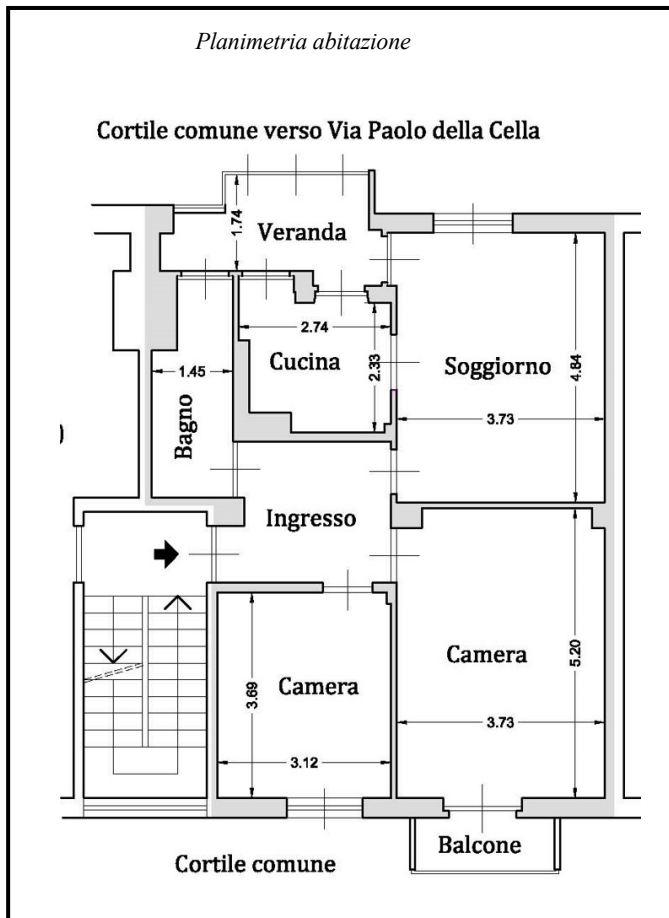 Planimetria abitazione
Cortile comune verso Via Paolo della Cella
1.74
Veranda
2.74
Cucina
2.33
1.45
Bagno
Soggiorno
4.84
3.73
Ingresso
Camera
3.69
3.12
Camera
5.20
3.73
Balcone
Cortile comune